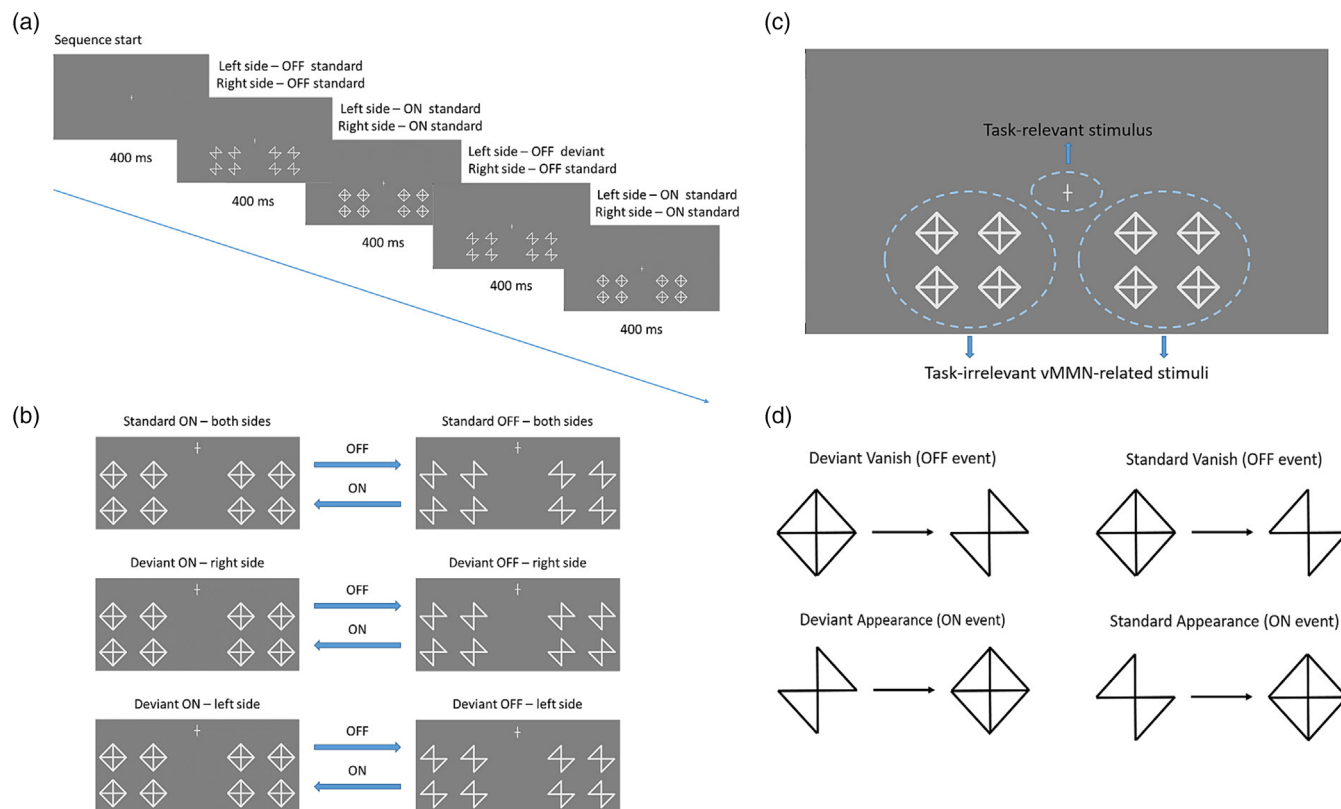 (a)
Sequence start
Left side – OFF standard
Right side – OFF standard
Left side – ON standard
Right side – ON standard
Left side – OFF deviant
Right side – OFF standard
Left side – ON standard
Right side – ON standard
400 ms
400 ms
400 ms
400 ms
400 ms
(b)
Standard ON – both sides
Standard OFF – both sides
OFF
ON
Deviant ON – right side
Deviant OFF – right side
OFF
ON
Deviant ON – left side
Deviant OFF – left side
OFF
ON
(c)
Task-relevant stimulus
Task-irrelevant vMMN-related stimuli
(d)
Deviant Vanish (OFF event)
Standard Vanish (OFF event)
Deviant Appearance (ON event)
Standard Appearance (ON event)